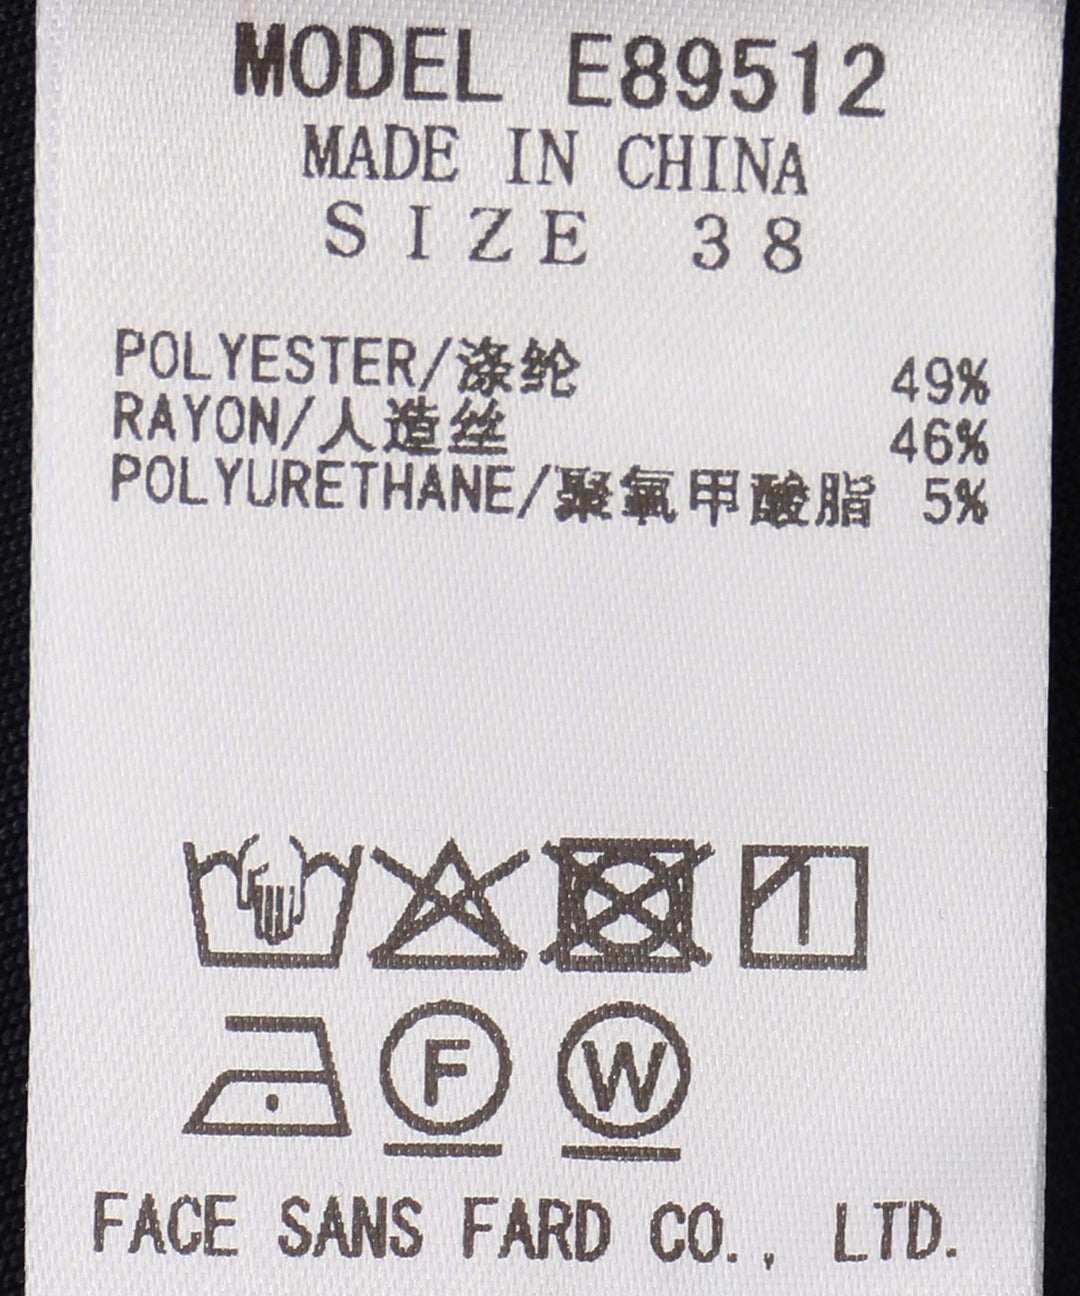 MODEL E89512
MADE IN CHINA
SIZE 38
POLYESTER/涤纶 49%
RAYON/人造丝 46%
POLYURETHANE/聚氨甲酸脂 5%
F W
FACE SANS FARD CO., LTD.